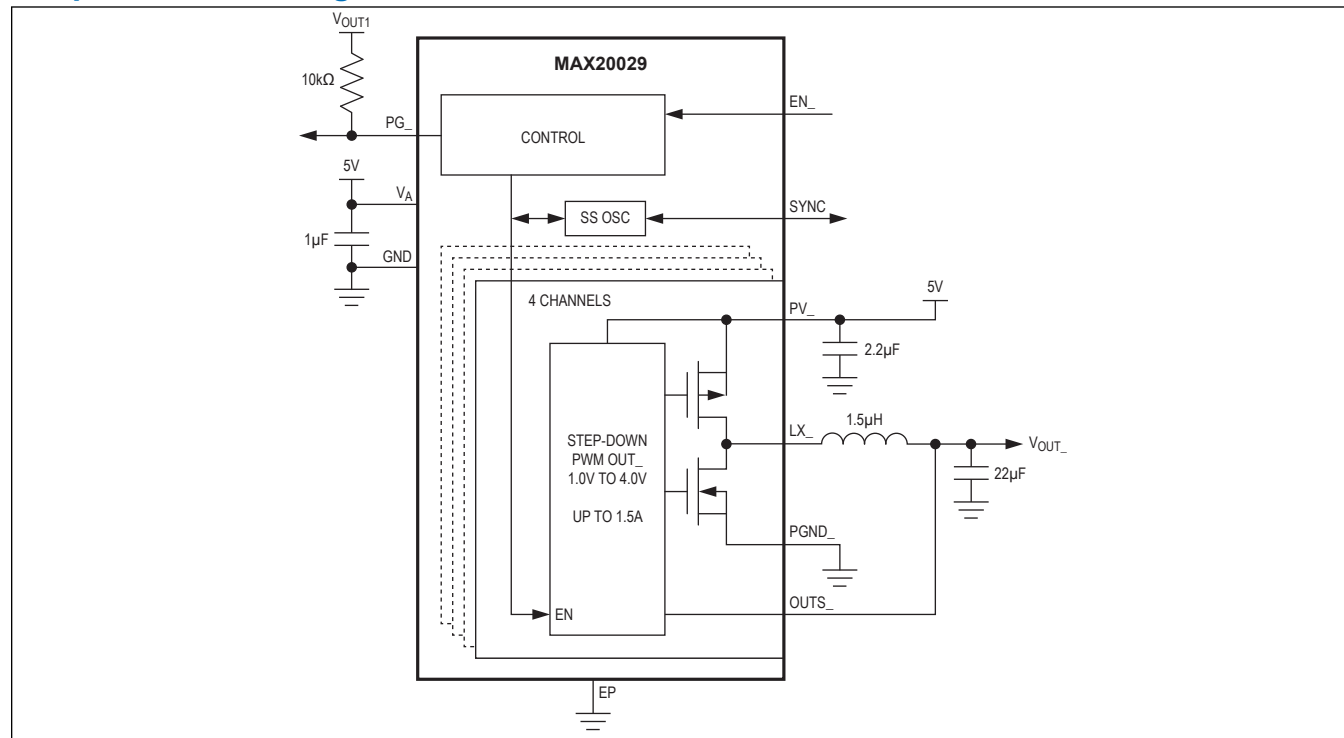 VOUT1
10kΩ
PG_
5V
VA
1µF
GND
MAX20029
CONTROL
EN_
SS OSC
SYNC
4 CHANNELS
STEP-DOWN
PWM OUT_
1.0V TO 4.0V
UP TO 1.5A
EN
PV_
5V
2.2µF
LX_
1.5µH
VOUT_
22µF
PGND_
OUTS_
EP